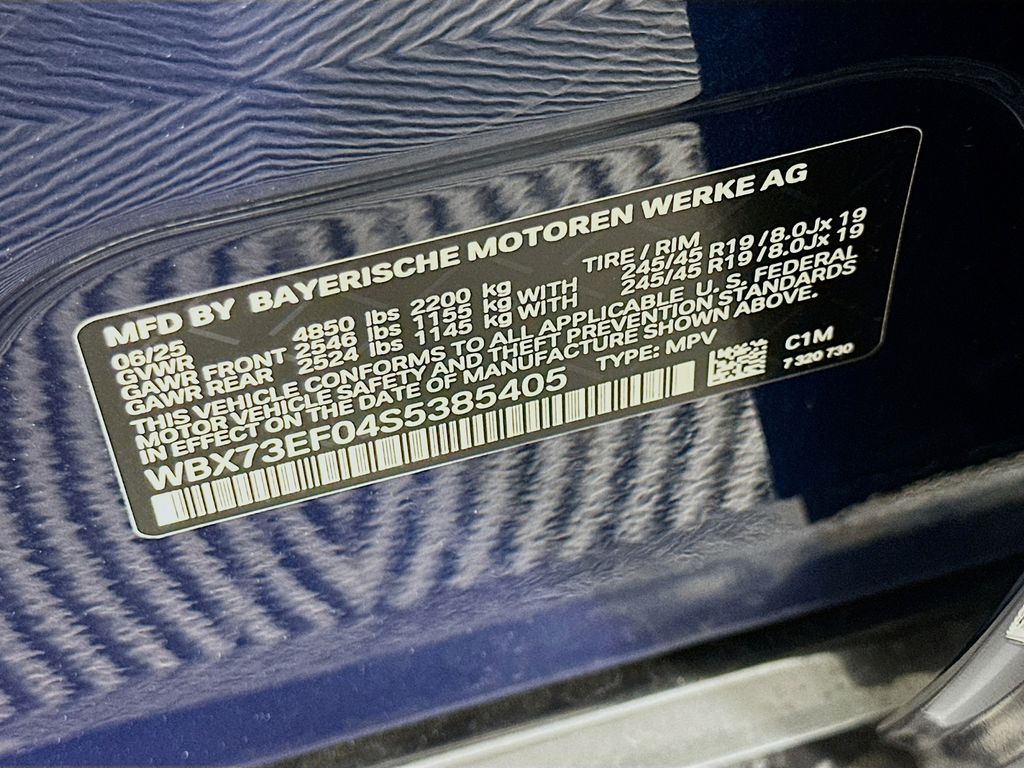 MFD BY BAYERISCHE MOTOREN WERKE AG
06/25 TIRE / RIM
GVWR 4850 lbs 2200 kg
GAWR FRONT 2546 lbs 1155 kg WITH 245/45 R19 /8.0Jx 19
GAWR REAR 2524 lbs 1145 kg WITH 245/45 R19 /8.0Jx 19
THIS VEHICLE CONFORMS TO ALL APPLICABLE U. S. FEDERAL
MOTOR VEHICLE SAFETY AND THEFT PREVENTION STANDARDS
IN EFFECT ON THE DATE OF MANUFACTURE SHOWN ABOVE.
WBX73EF04S5385405 TYPE: MPV C1M
7 320 730